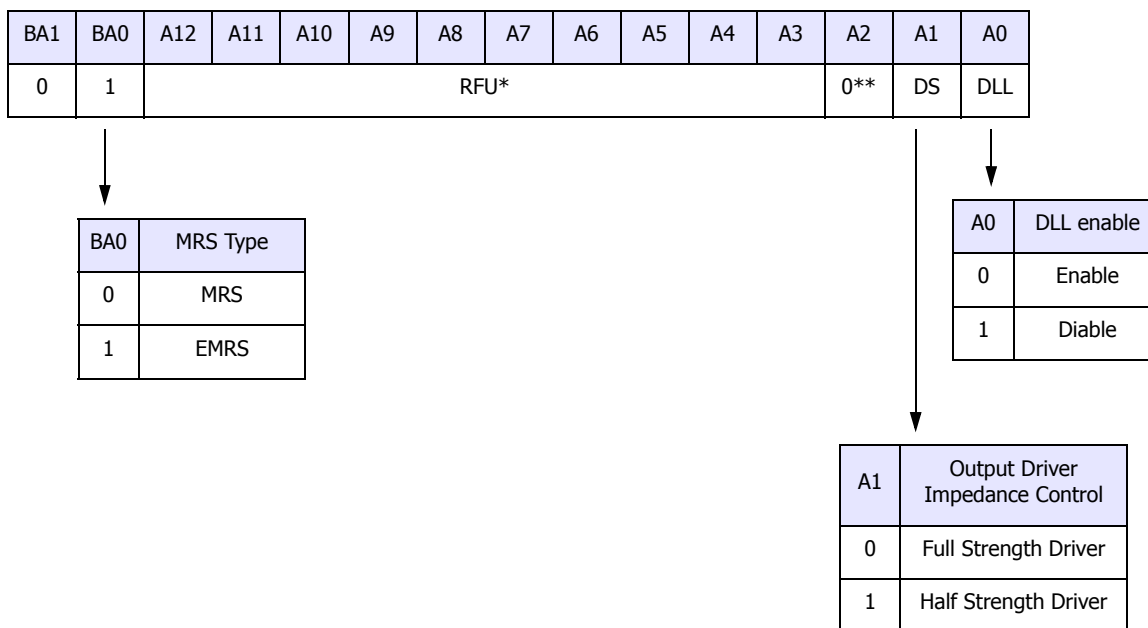 BA1 BA0 A12 A11 A10 A9 A8 A7 A6 A5 A4 A3 A2 A1 A0
0 1 RFU* 0** DS DLL
BA0 MRS Type
0 MRS
1 EMRS
A0 DLL enable
0 Enable
1 Diable
A1 Output Driver
Impedance Control
0 Full Strength Driver
1 Half Strength Driver